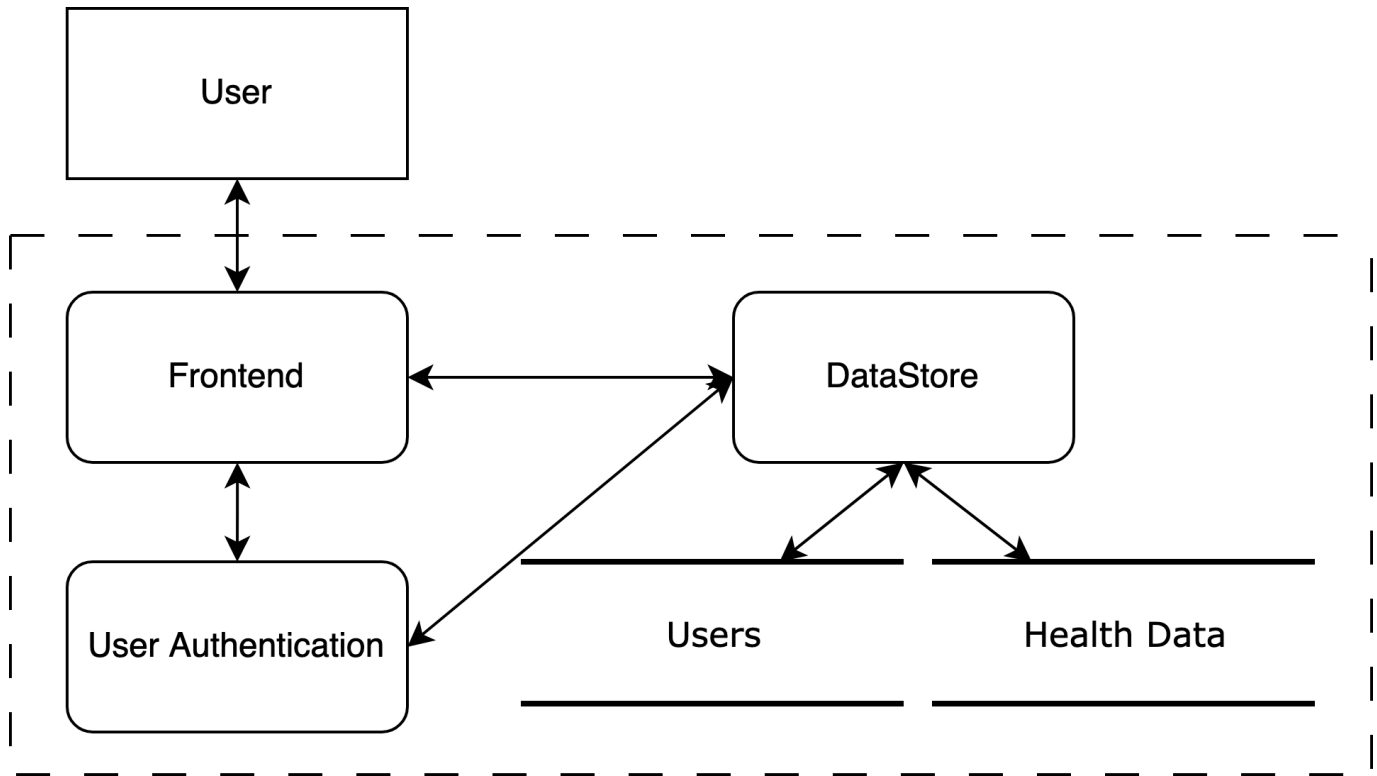 User
Frontend
DataStore
User Authentication
Users
Health Data